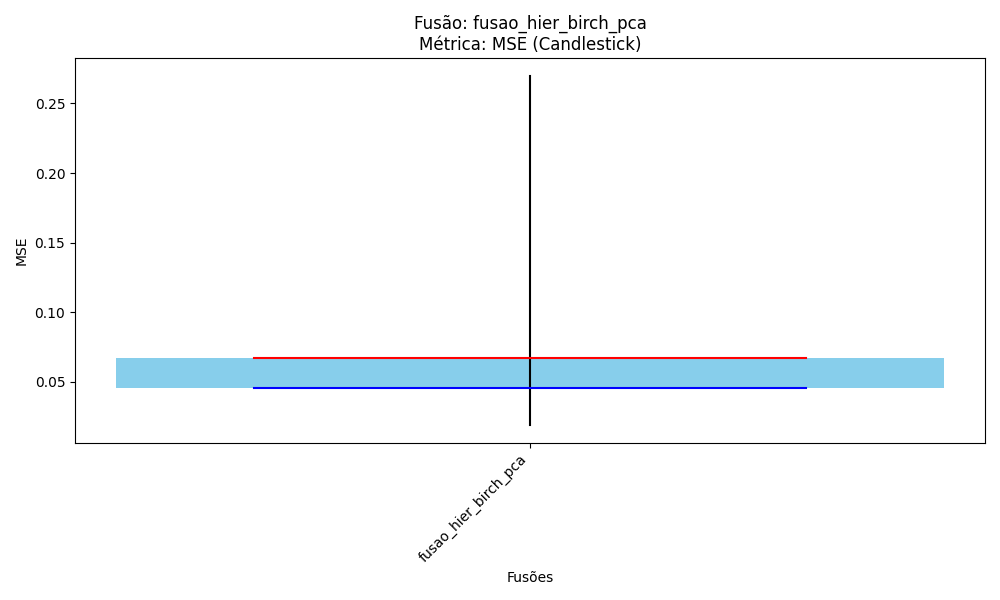 Fusão: fusao_hier_birch_pca
Métrica: MSE (Candlestick)
0.25
0.20
0.15
0.10
0.05
MSE
fusao_hier_birch_pca
Fusões